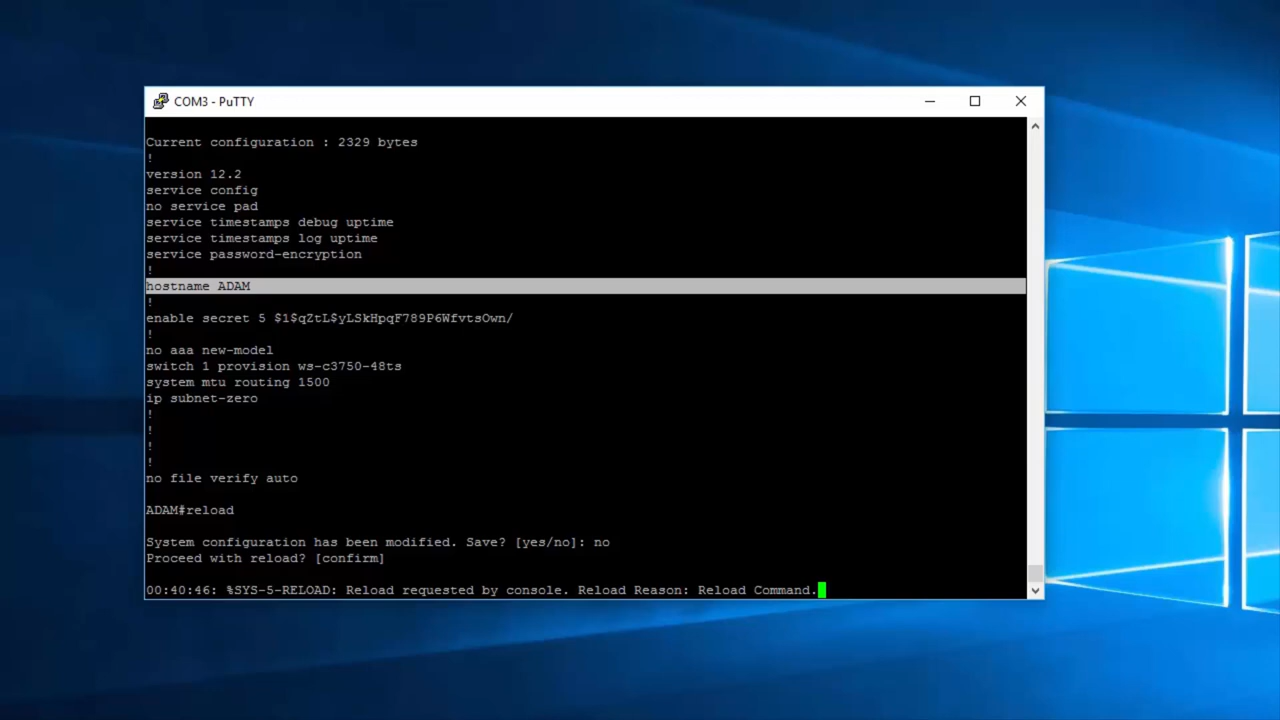 COM3 - PuTTY
Current configuration : 2329 bytes
!
version 12.2
service config
no service pad
service timestamps debug uptime
service timestamps log uptime
service password-encryption
!
hostname ADAM
!
enable secret 5 $1$qZtL$yLSkHpqF789P6WfvtsOwn/
!
no aaa new-model
switch 1 provision ws-c3750-48ts
system mtu routing 1500
ip subnet-zero
!
!
!
!
no file verify auto
ADAM#reload
System configuration has been modified. Save? [yes/no]: no
Proceed with reload? [confirm]
00:40:46: %SYS-5-RELOAD: Reload requested by console. Reload Reason: Reload Command.